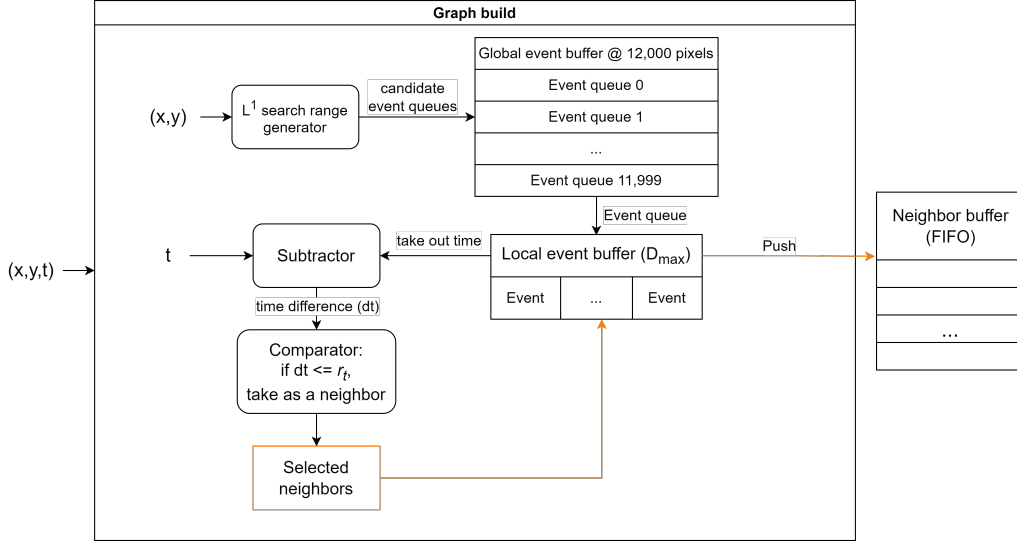 Graph build
Global event buffer @ 12,000 pixels
Event queue 0
Event queue 1
...
Event queue 11,999
(x,y)
L1 search range
generator
candidate
event queues
Event queue
Neighbor buffer
(FIFO)
...
(x,y,t)
t
Subtractor
take out time
Local event buffer (Dmax)
Event
...
Event
Push
time difference (dt)
Comparator:
if dt <= rt,
take as a neighbor
Selected
neighbors